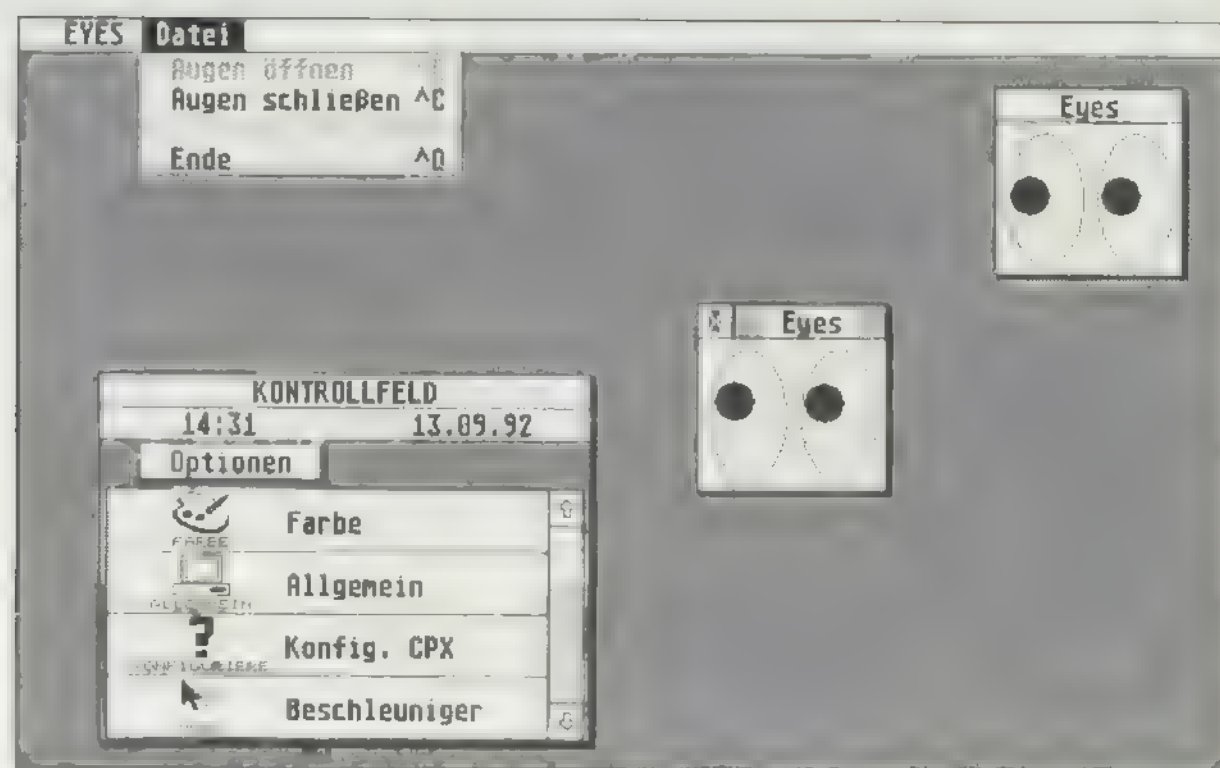 EYES Datei
Augen öffnen
Augen schließen ^C
Ende ^Q
Eyes
Eyes
KONTROLLFELD
14:31 13.09.92
Optionen
FARBE Farbe
Allgemein
Konfig. CPX
Beschleuniger